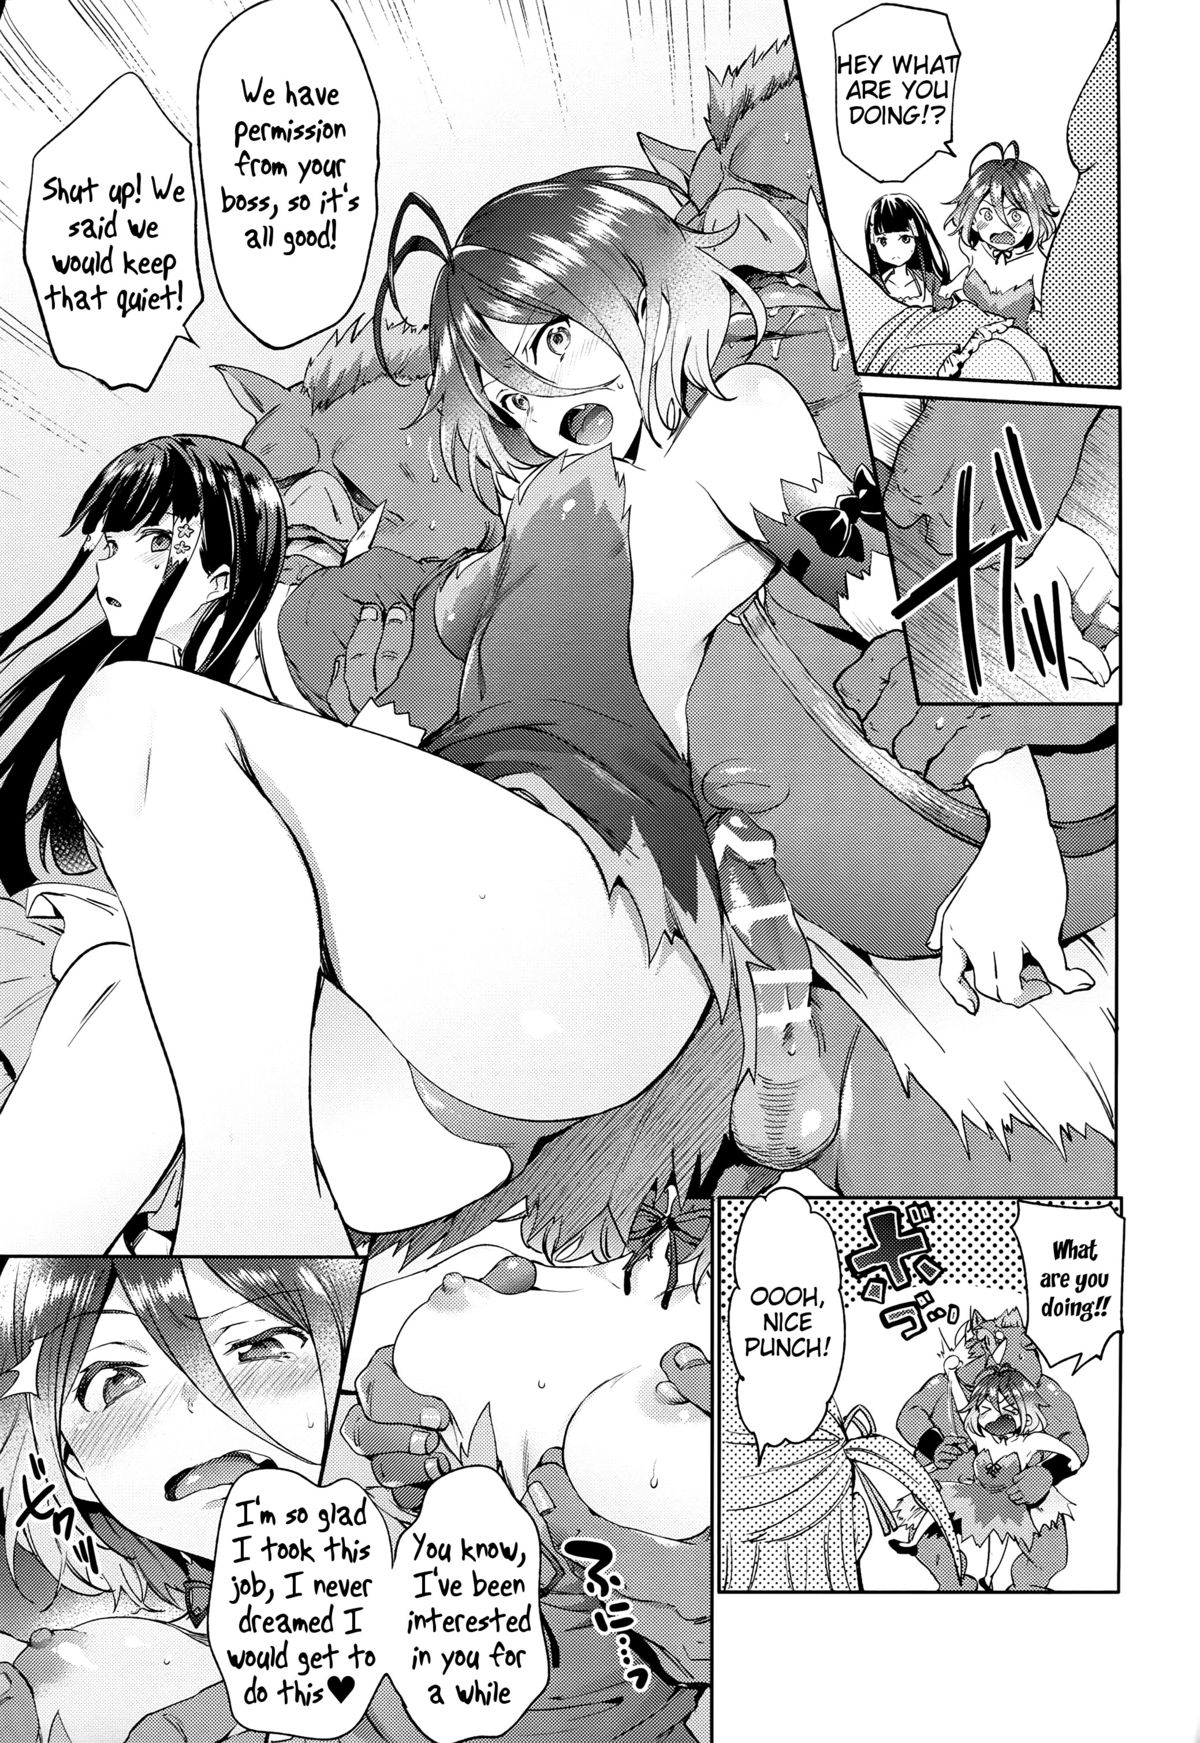 HEY WHAT
ARE YOU
DOING!?
We have
permission
from your
boss, so it's
all good!
Shut up! We
said we
would keep
that quiet!
What
are you
doing!!
OOOH,
NICE
PUNCH!
You know,
I've been
interested
in you for
a while
I'm so glad
I took this
job, I never
dreamed I
would get to
do this♥